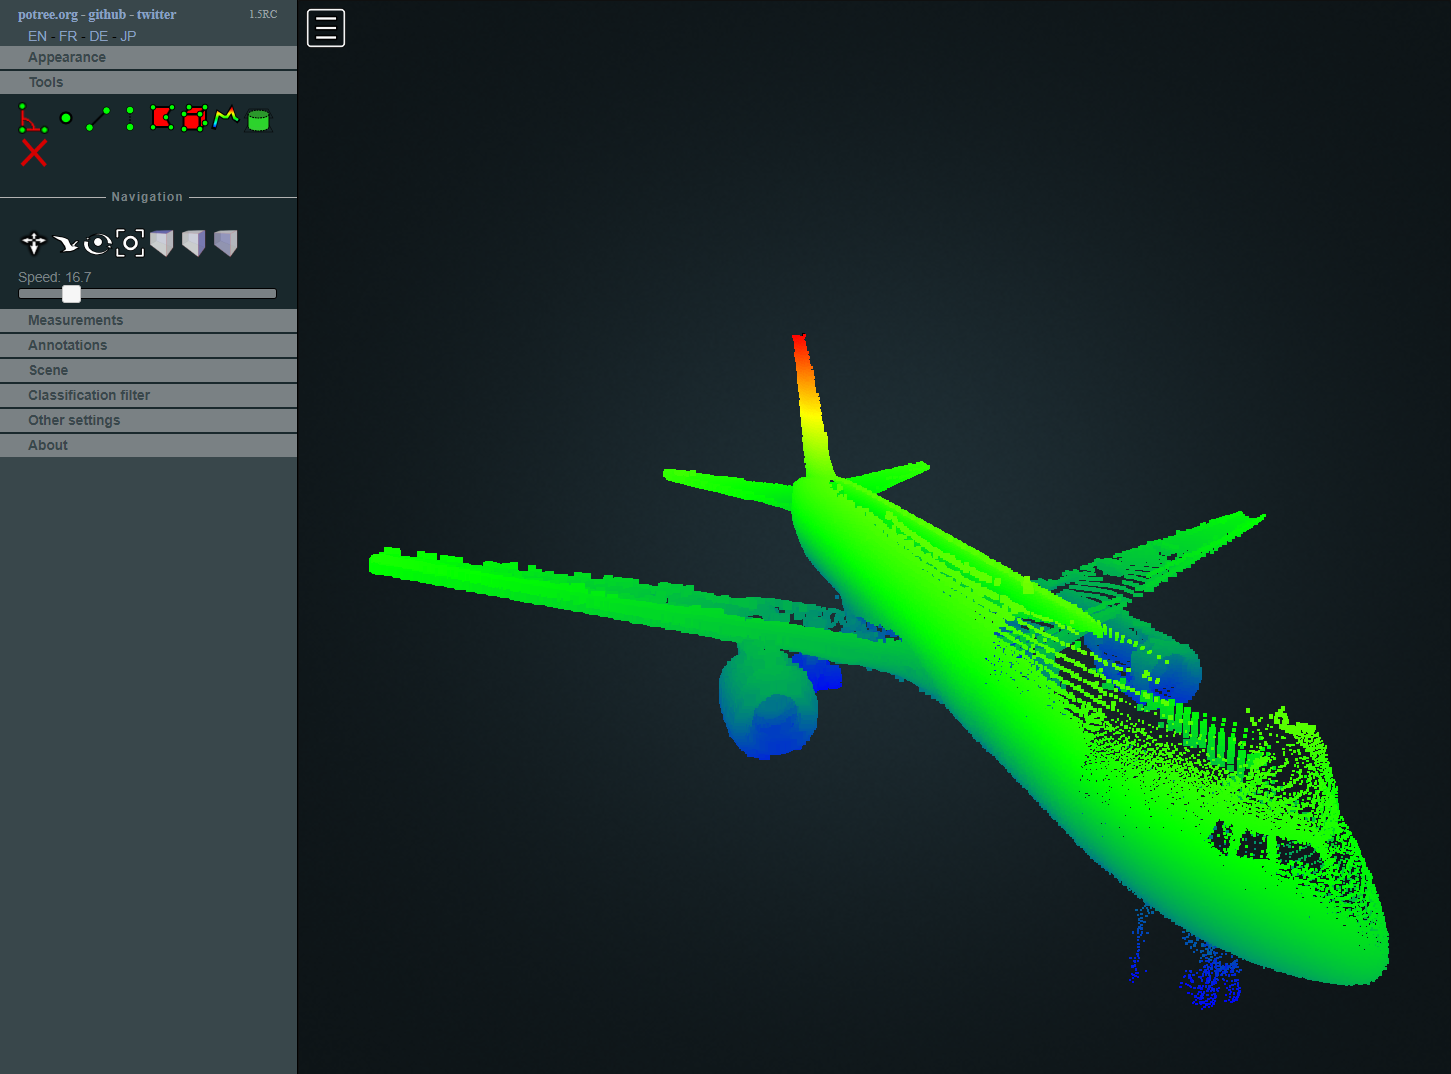 potree.org - github - twitter 1.5RC
EN - FR - DE - JP
Appearance
Tools
Navigation
Speed: 16.7
Measurements
Annotations
Scene
Classification filter
Other settings
About